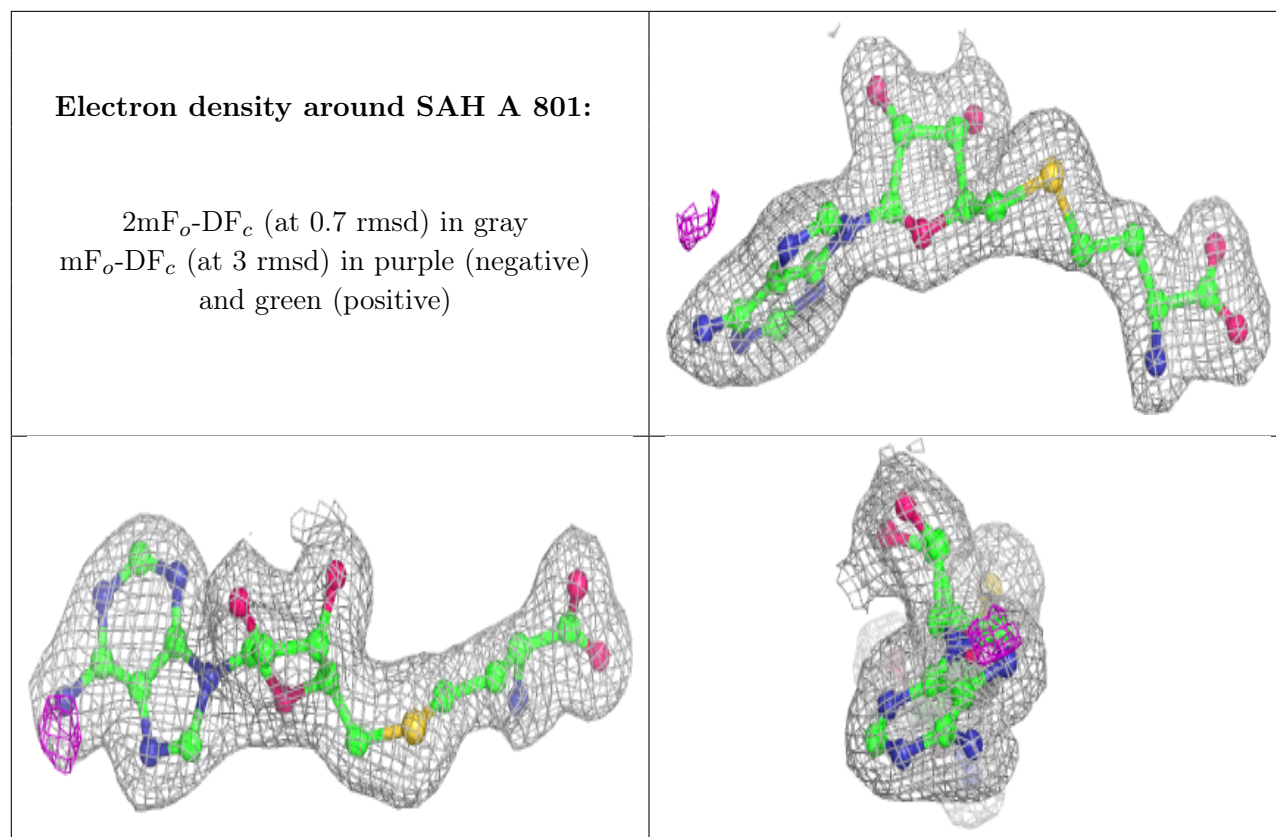 Electron density around SAH A 801:
2mFₒ-DF𝒸 (at 0.7 rmsd) in gray
mFₒ-DF𝒸 (at 3 rmsd) in purple (negative)
and green (positive)